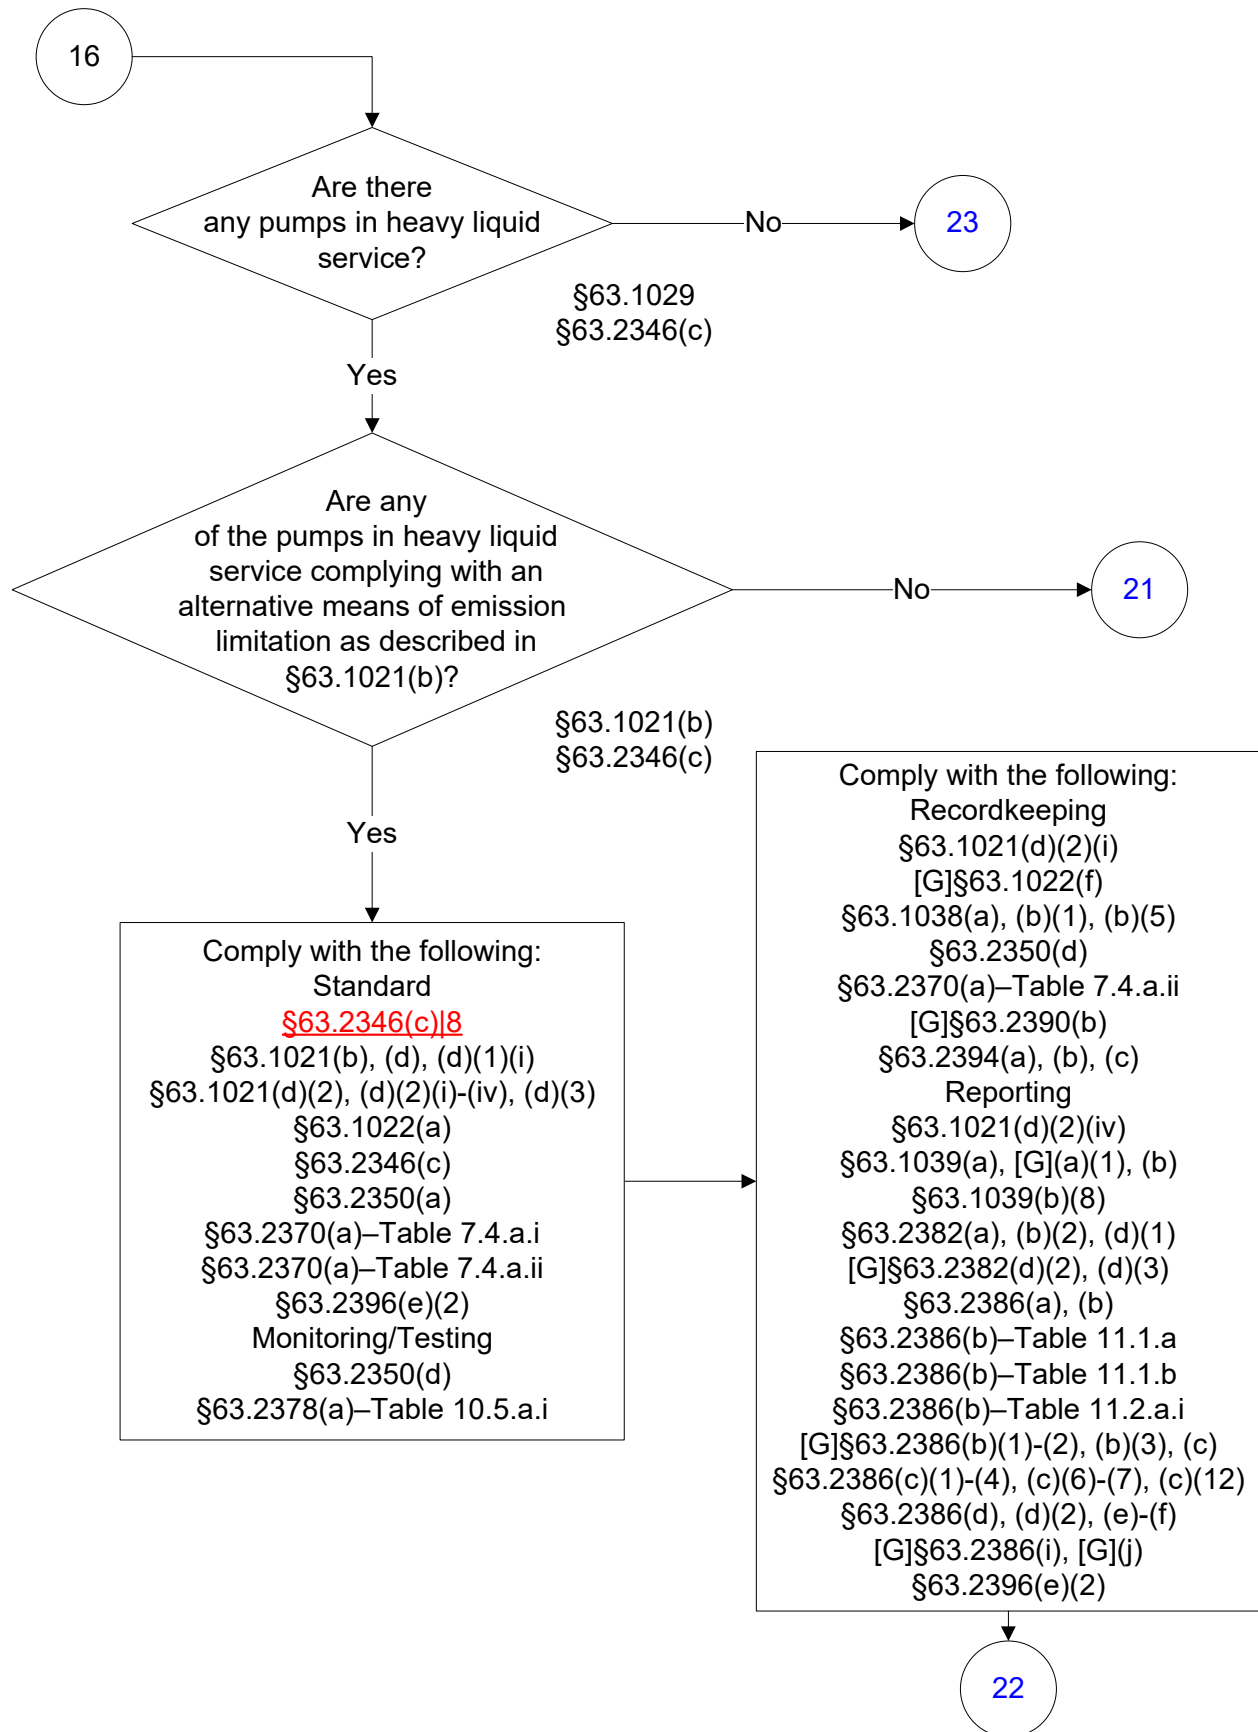 16
Are there
any pumps in heavy liquid
service?
No
23
§63.1029
§63.2346(c)
Yes
Are any
of the pumps in heavy liquid
service complying with an
alternative means of emission
limitation as described in
§63.1021(b)?
No
21
§63.1021(b)
§63.2346(c)
Yes
Comply with the following:
Standard
§63.2346(c)|8
§63.1021(b), (d), (d)(1)(i)
§63.1021(d)(2), (d)(2)(i)-(iv), (d)(3)
§63.1022(a)
§63.2346(c)
§63.2350(a)
§63.2370(a)–Table 7.4.a.i
§63.2370(a)–Table 7.4.a.ii
§63.2396(e)(2)
Monitoring/Testing
§63.2350(d)
§63.2378(a)–Table 10.5.a.i
Comply with the following:
Recordkeeping
§63.1021(d)(2)(i)
[G]§63.1022(f)
§63.1038(a), (b)(1), (b)(5)
§63.2350(d)
§63.2370(a)–Table 7.4.a.ii
[G]§63.2390(b)
§63.2394(a), (b), (c)
Reporting
§63.1021(d)(2)(iv)
§63.1039(a), [G](a)(1), (b)
§63.1039(b)(8)
§63.2382(a), (b)(2), (d)(1)
[G]§63.2382(d)(2), (d)(3)
§63.2386(a), (b)
§63.2386(b)–Table 11.1.a
§63.2386(b)–Table 11.1.b
§63.2386(b)–Table 11.2.a.i
[G]§63.2386(b)(1)-(2), (b)(3), (c)
§63.2386(c)(1)-(4), (c)(6)-(7), (c)(12)
§63.2386(d), (d)(2), (e)-(f)
[G]§63.2386(i), [G](j)
§63.2396(e)(2)
22